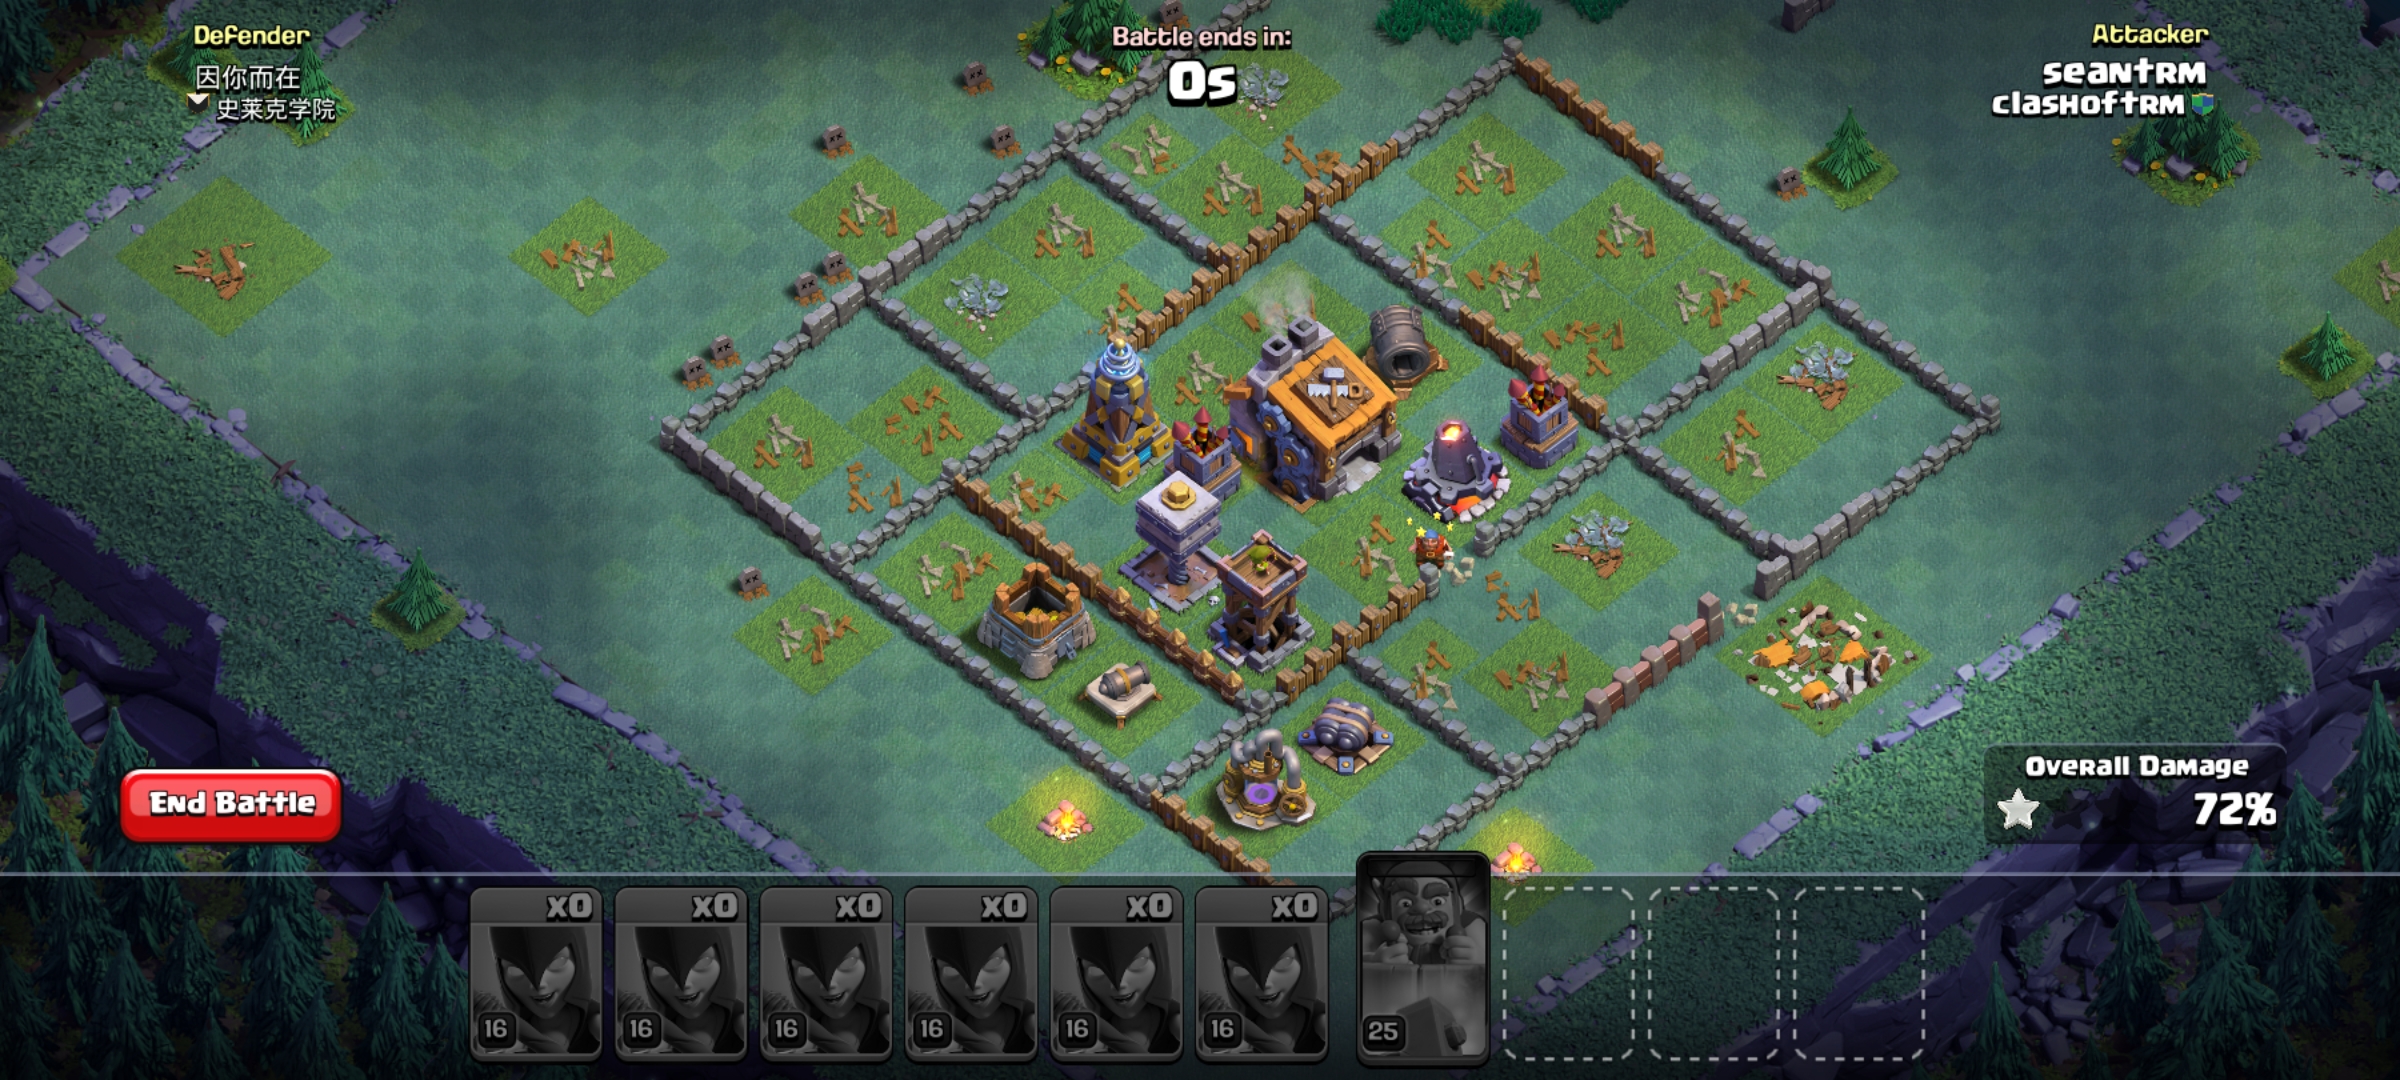 Defender
因你而在
史莱克学院
Battle ends in:
0s
Attacker
seantRM
clashoftRM
End Battle
Overall Damage
72%
x0 x0 x0 x0 x0 x0
16 16 16 16 16 16 25